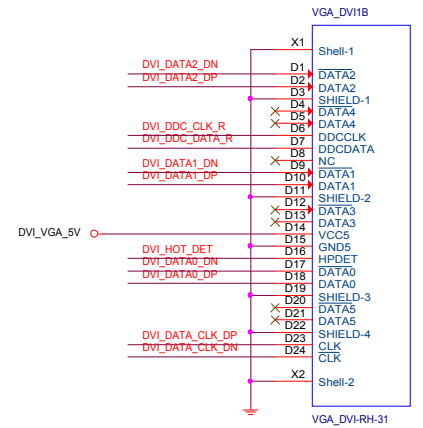 VGA_DVI1B
X1 Shell-1
DVI_DATA2_DN D1 DATA2
DVI_DATA2_DP D2 DATA2
D3 SHIELD-1
D4 DATA4
D5 DATA4
DVI_DDC_CLK_R D6 DDCCLK
DVI_DDC_DATA_R D7 DDCDATA
D8 NC
DVI_DATA1_DN D9 DATA1
DVI_DATA1_DP D10 DATA1
D11 SHIELD-2
D12 DATA3
D13 DATA3
DVI_VGA_5V D14 VCC5
D15 GND5
DVI_HOT_DET D16 HPDET
DVI_DATA0_DN D17 DATA0
DVI_DATA0_DP D18 DATA0
D19 SHIELD-3
D20 DATA5
D21 DATA5
D22 SHIELD-4
DVI_DATA_CLK_DP D23 CLK
DVI_DATA_CLK_DN D24 CLK
X2 Shell-2
VGA_DVI-RH-31